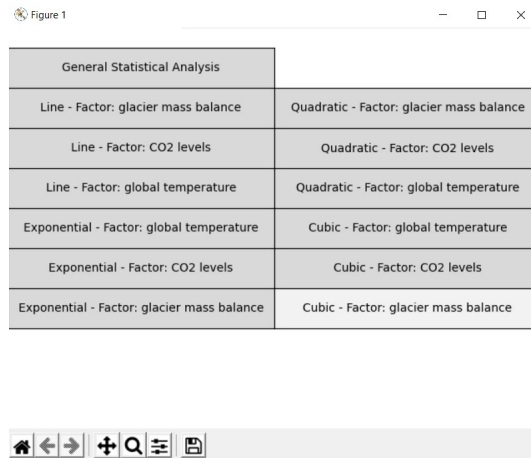 Figure 1
General Statistical Analysis
Line - Factor: glacier mass balance
Quadratic - Factor: glacier mass balance
Line - Factor: CO2 levels
Quadratic - Factor: CO2 levels
Line - Factor: global temperature
Quadratic - Factor: global temperature
Exponential - Factor: global temperature
Cubic - Factor: global temperature
Exponential - Factor: CO2 levels
Cubic - Factor: CO2 levels
Exponential - Factor: glacier mass balance
Cubic - Factor: glacier mass balance